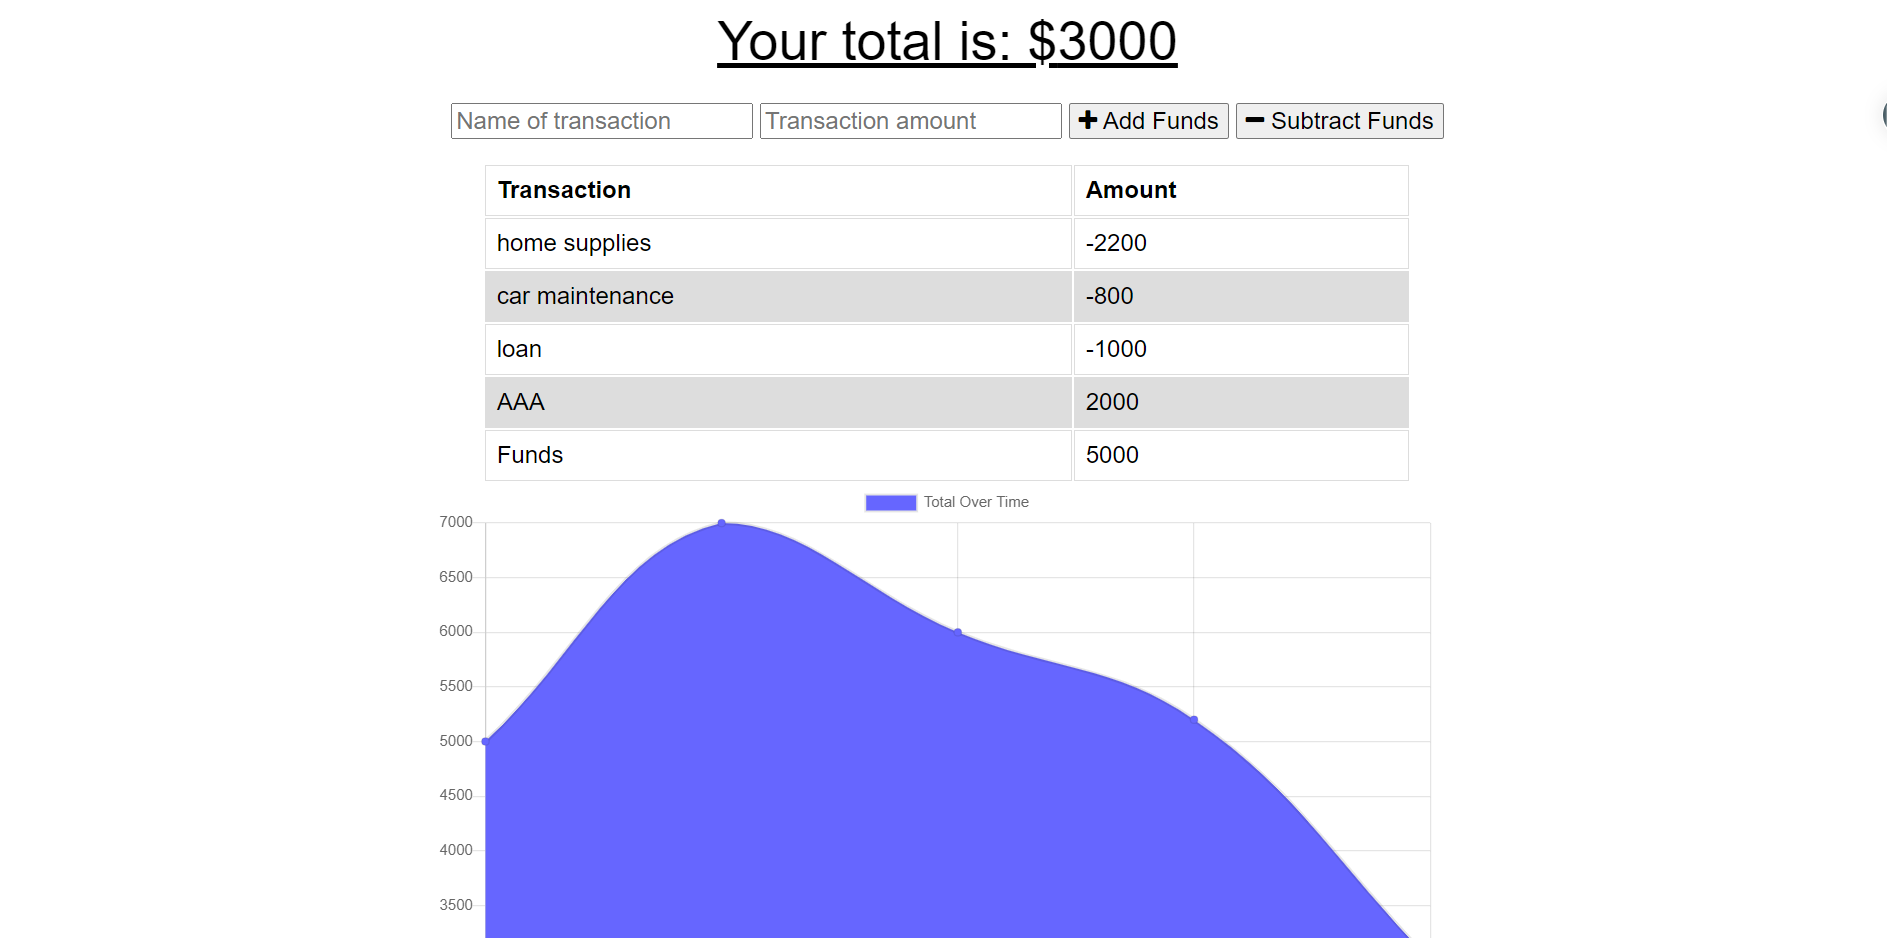 Your total is: $3000
Name of transaction Transaction amount Add Funds Subtract Funds
Transaction Amount
home supplies -2200
car maintenance -800
loan -1000
AAA 2000
Funds 5000
Total Over Time
7000
6500
6000
5500
5000
4500
4000
3500